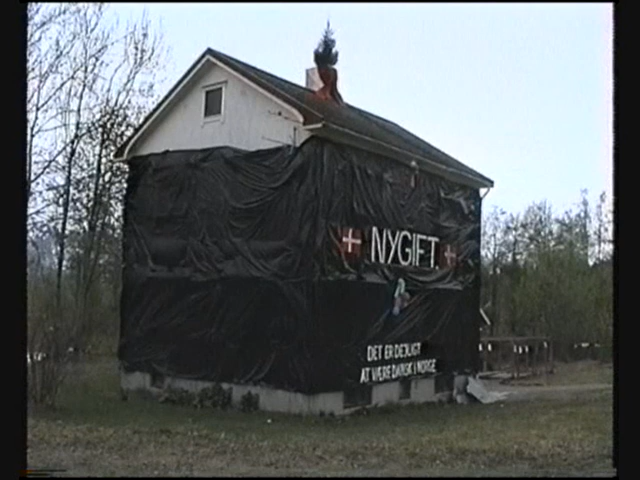 NYGIFT.
DET ER DEJLIGT
AT VÆRE DANSK I NORGE